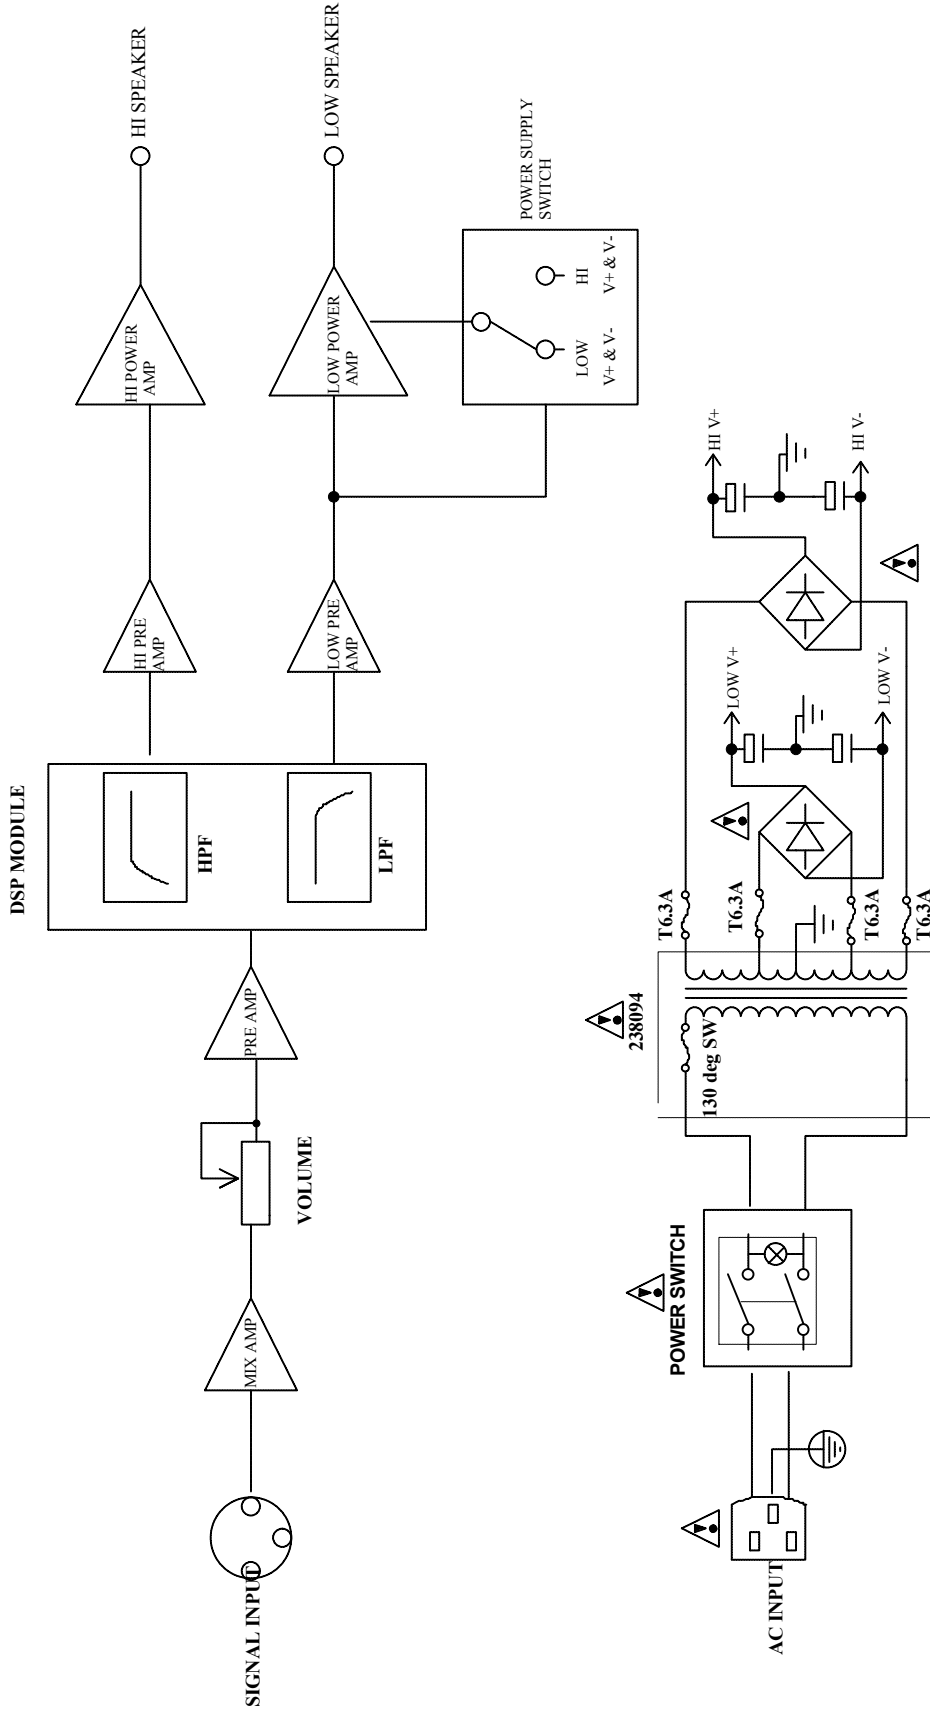 SIGNAL INPUT
MIX AMP
VOLUME
PRE AMP
DSP MODULE
HPF
LPF
HI PRE
AMP
LOW PRE
AMP
HI POWER
AMP
LOW POWER
AMP
HI SPEAKER
LOW SPEAKER
POWER SUPPLY
SWITCH
LOW
V+ & V-
HI
V+ & V-
AC INPUT
POWER SWITCH
238094
130 deg SW
T6.3A
T6.3A
T6.3A
T6.3A
LOW V+
LOW V-
HI V+
HI V-